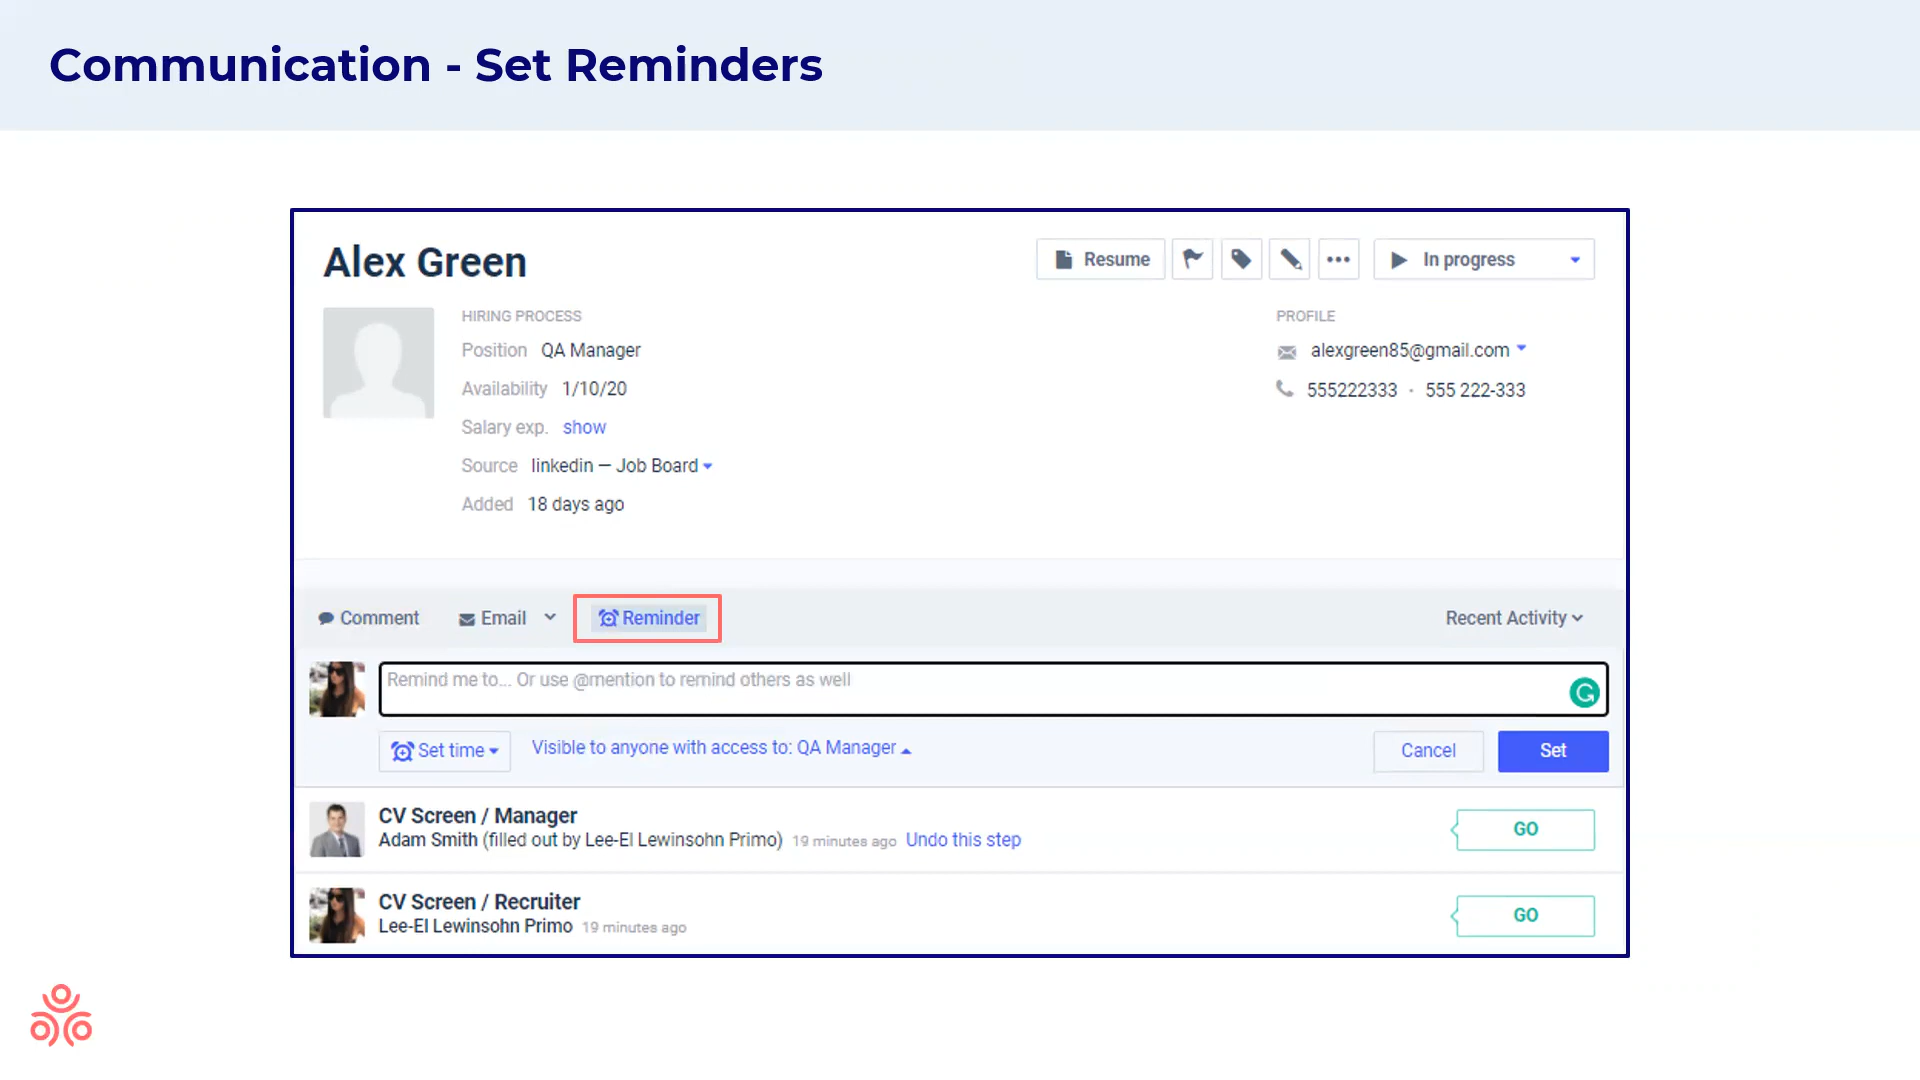 Communication - Set Reminders
Alex Green
Resume
In progress
HIRING PROCESS
Position QA Manager
Availability 1/10/20
Salary exp. show
Source linkedin — Job Board
Added 18 days ago
PROFILE
alexgreen85@gmail.com
555222333 · 555 222-333
Comment
Email
Reminder
Recent Activity
Remind me to... Or use @mention to remind others as well
Set time
Visible to anyone with access to: QA Manager
Cancel
Set
CV Screen / Manager
Adam Smith (filled out by Lee-El Lewinsohn Primo) 19 minutes ago Undo this step
GO
CV Screen / Recruiter
Lee-El Lewinsohn Primo 19 minutes ago
GO